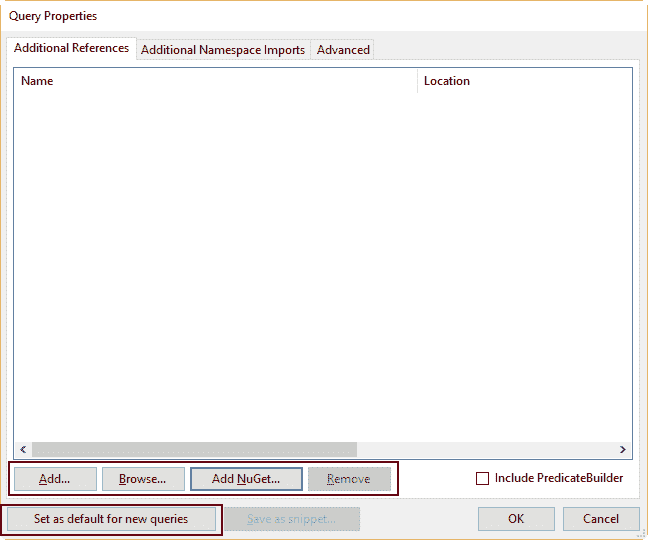 Query Properties
Additional References Additional Namespace Imports Advanced
Name Location
Add... Browse... Add NuGet... Remove Include PredicateBuilder
Set as default for new queries Save as snippet... OK Cancel